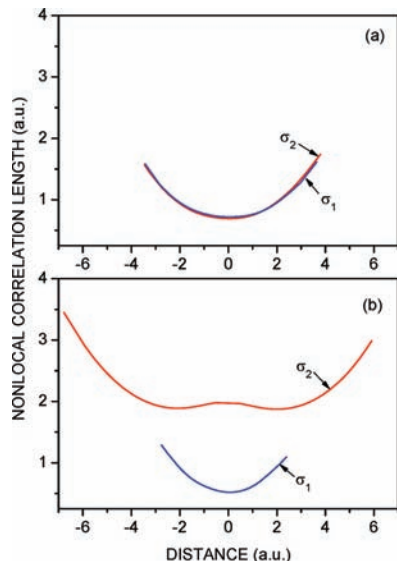 NONLOCAL CORRELATION LENGTH (a.u.)
(a)
4
3
2
1
σ2
σ1
-6 -4 -2 0 2 4 6
(b)
4
3
2
1
σ2
σ1
-6 -4 -2 0 2 4 6
DISTANCE (a.u.)